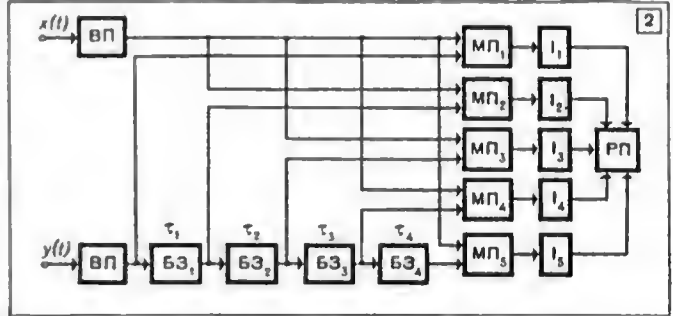 2
x(t)
ВП
МП₁ I₁
МП₂ I₂
МП₃ I₃ РП
МП₄ I₄
τ₁ τ₂ τ₃ τ₄
y(t)
ВП БЗ₁ БЗ₂ БЗ₃ БЗ₄ МП₅ I₅